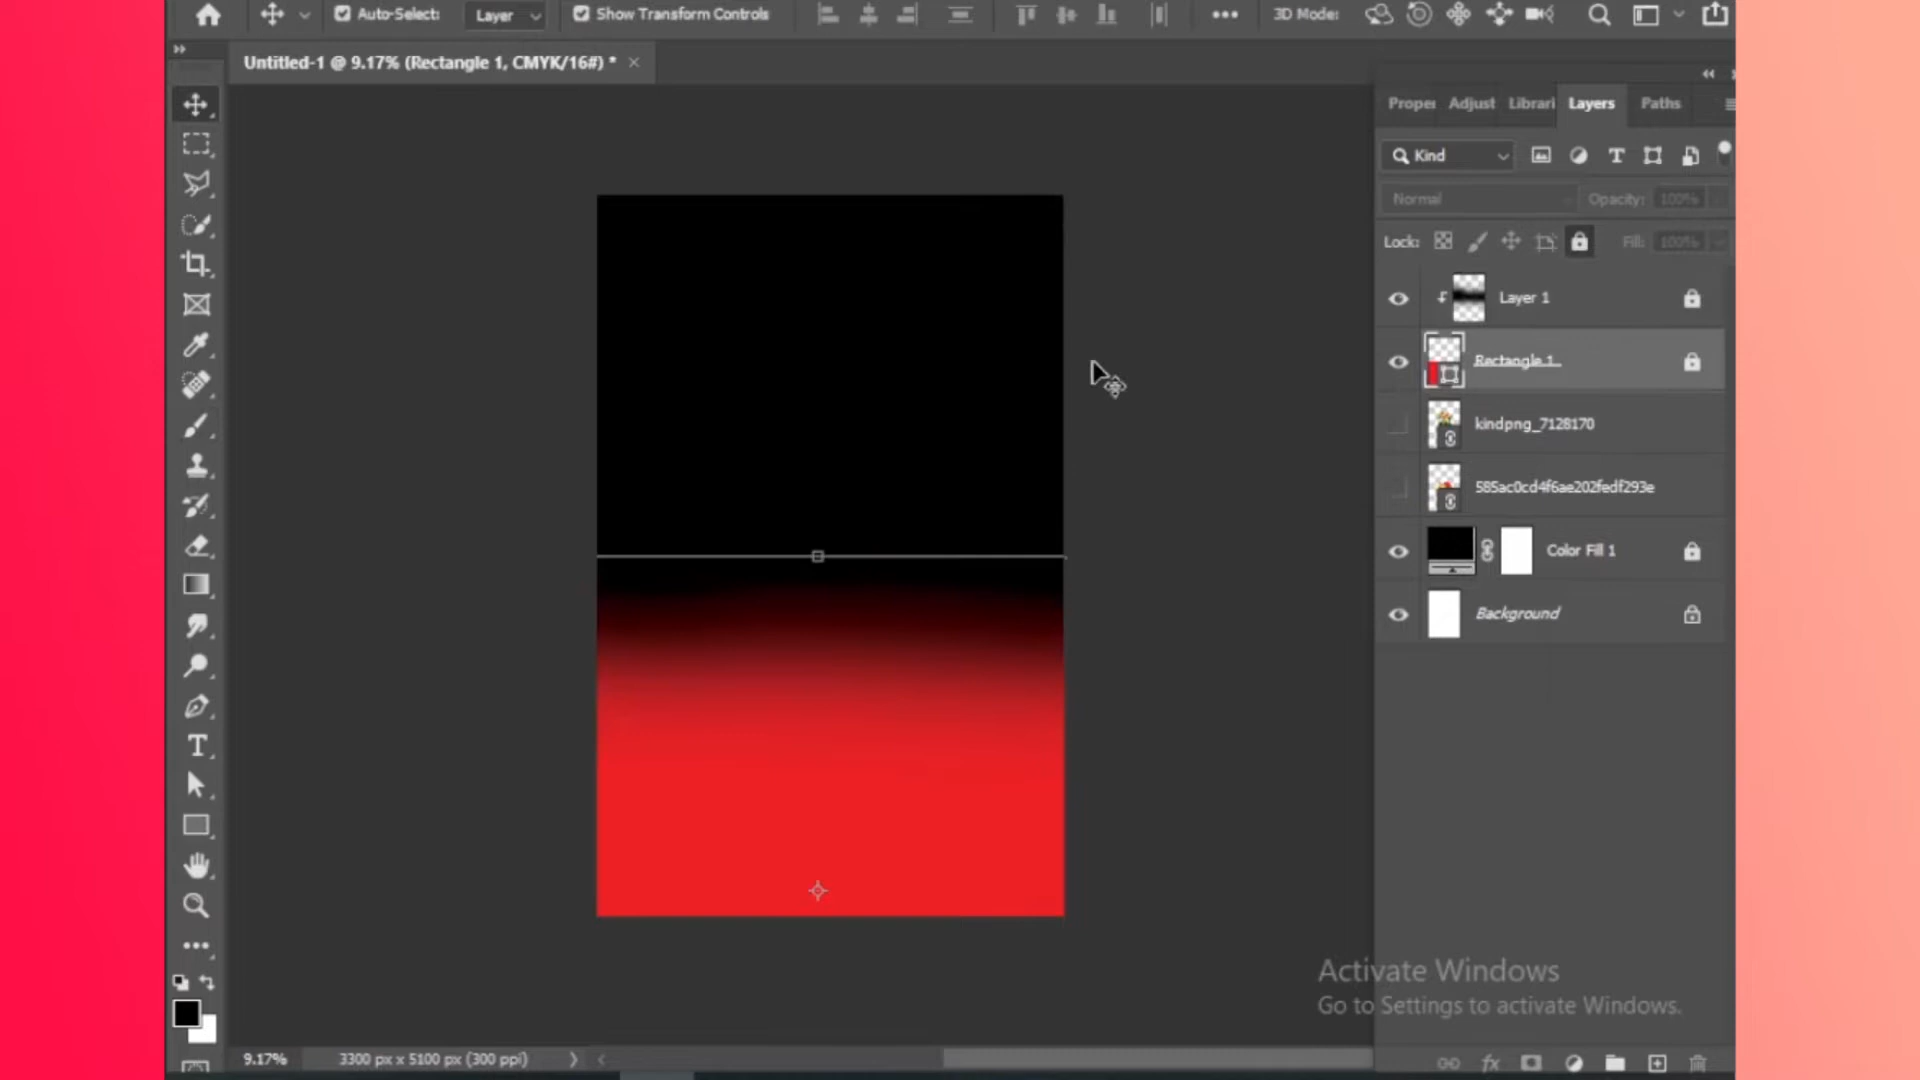 Auto-Select: Layer Show Transform Controls 3D Mode:
Untitled-1 @ 9.17% (Rectangle 1, CMYK/16#) * ×
Proper Adjust Librari Layers Paths
Kind
Normal Opacity: 100%
Lock: Fill: 100%
Layer 1
Rectangle 1
kindpng_7128170
585ac0cd4f6ae202fedf293e
Color Fill 1
Background
Activate Windows
Go to Settings to activate Windows.
9.17% 3300 px x 5100 px (300 ppi)